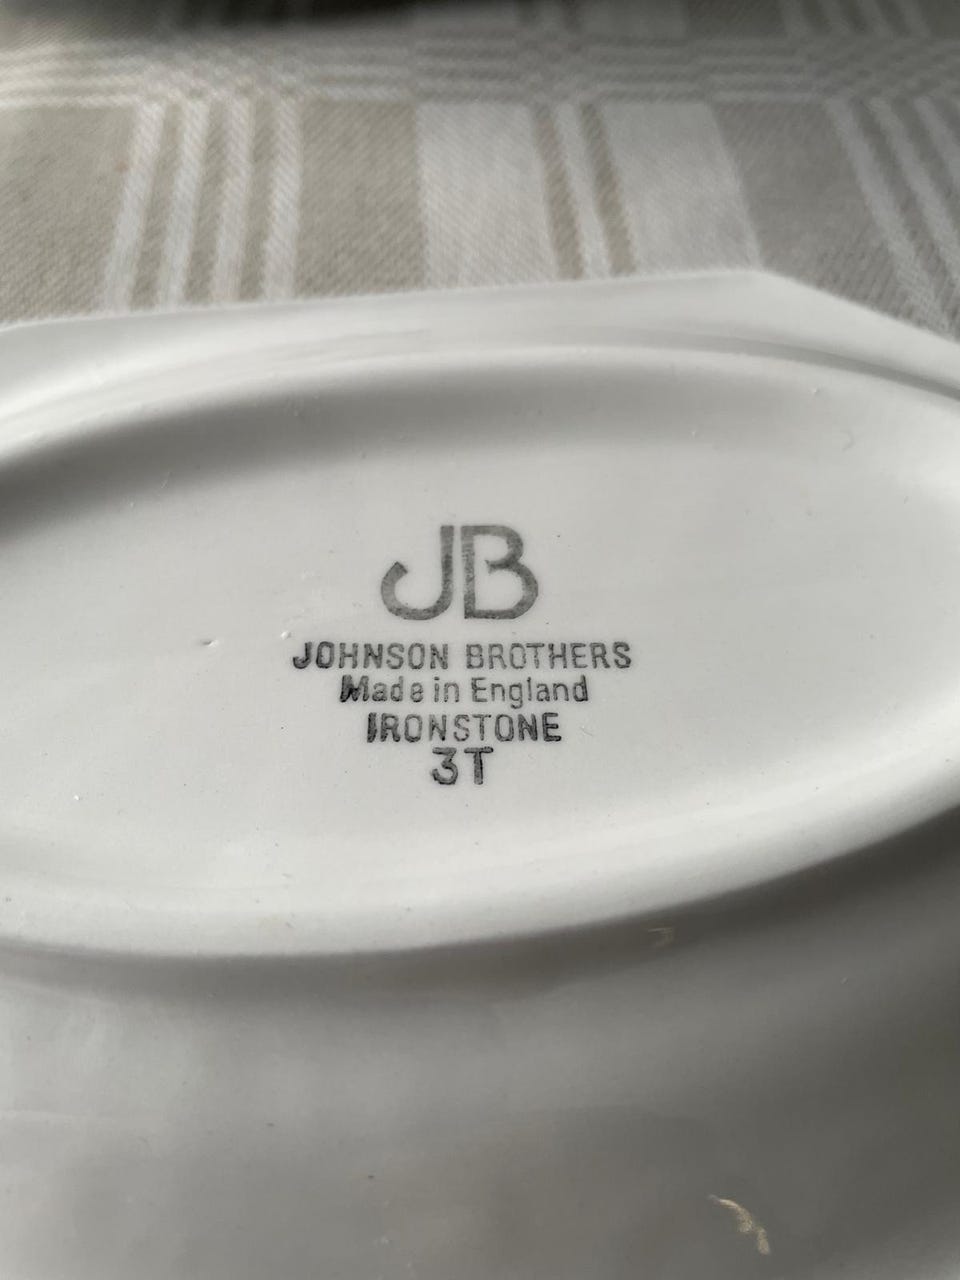 JB
JOHNSON BROTHERS
Made in England
IRONSTONE
3T